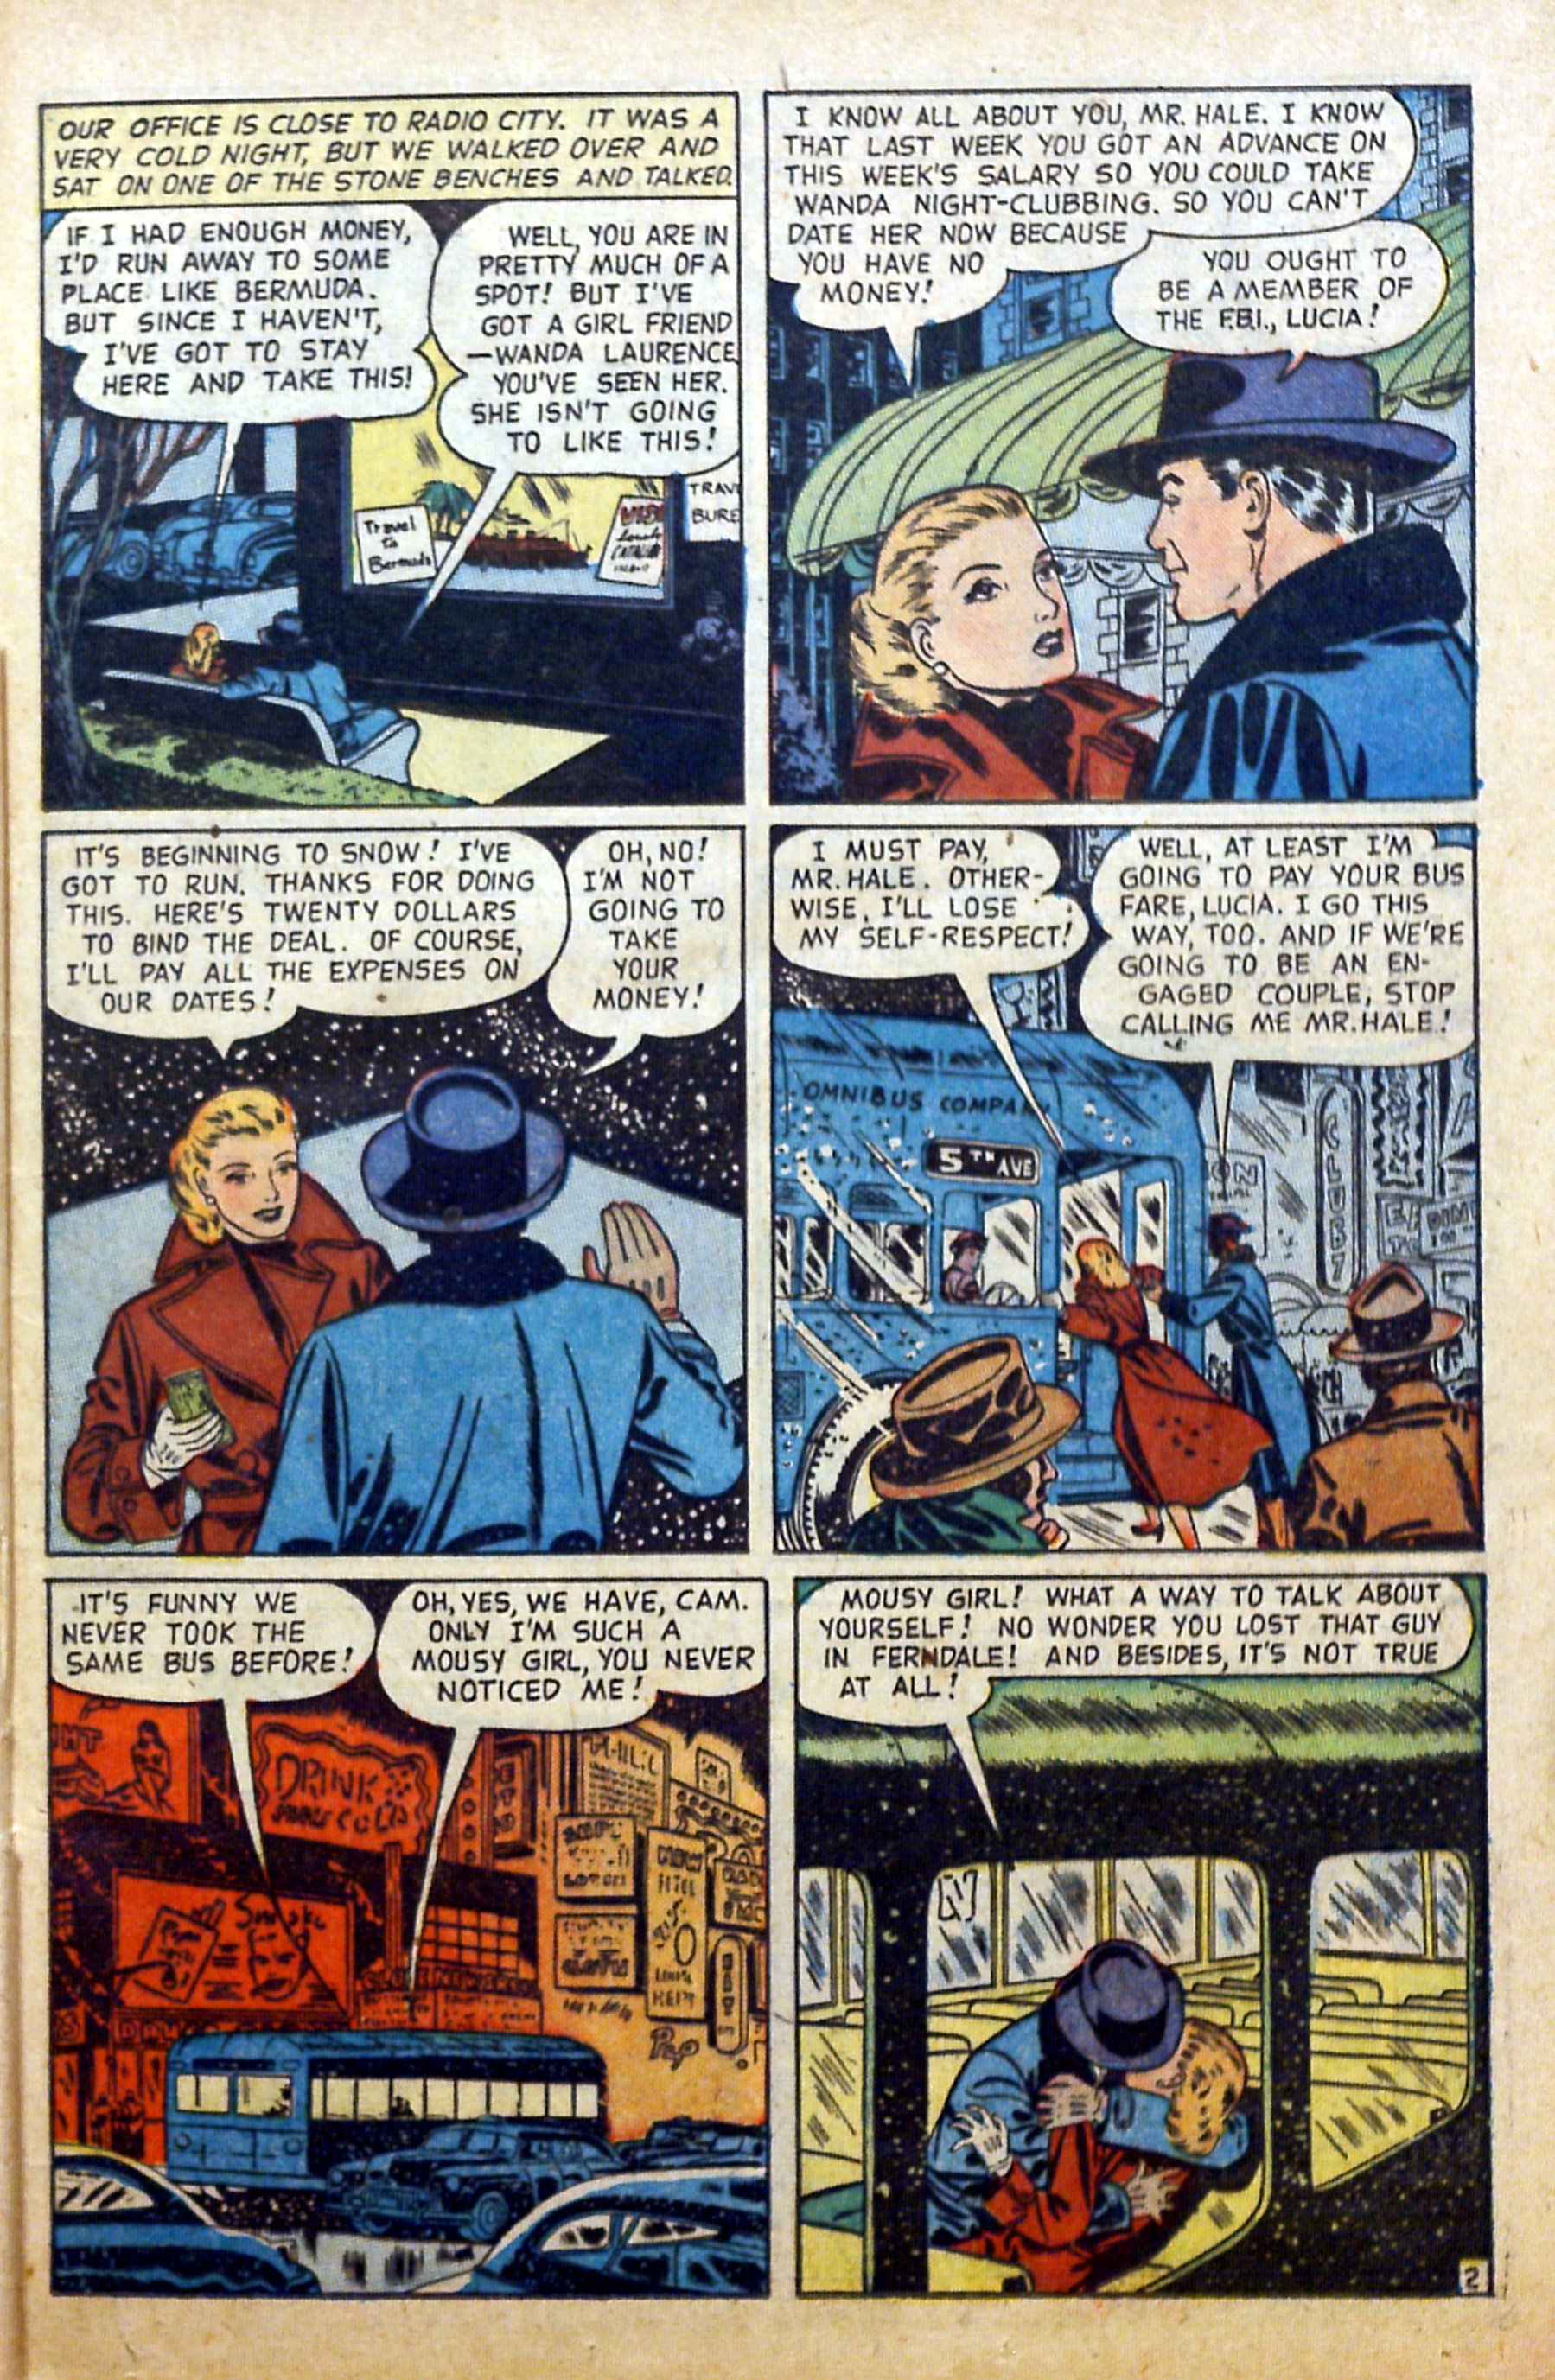 OUR OFFICE IS CLOSE TO RADIO CITY. IT WAS A
VERY COLD NIGHT, BUT WE WALKED OVER AND
SAT ON ONE OF THE STONE BENCHES AND TALKED.
IF I HAD ENOUGH MONEY,
I'D RUN AWAY TO SOME
PLACE LIKE BERMUDA.
BUT SINCE I HAVEN'T,
I'VE GOT TO STAY
HERE AND TAKE THIS!
WELL, YOU ARE IN
PRETTY MUCH OF A
SPOT! BUT I'VE
GOT A GIRL FRIEND
—WANDA LAURENCE.
YOU'VE SEEN HER.
SHE ISN'T GOING
TO LIKE THIS!
TRAV
BURE
Travel
to
Bermuda
I KNOW ALL ABOUT YOU, MR. HALE. I KNOW
THAT LAST WEEK YOU GOT AN ADVANCE ON
THIS WEEK'S SALARY SO YOU COULD TAKE
WANDA NIGHT-CLUBBING. SO YOU CAN'T
DATE HER NOW BECAUSE
YOU HAVE NO
MONEY!
YOU OUGHT TO
BE A MEMBER OF
THE F.B.I., LUCIA!
IT'S BEGINNING TO SNOW! I'VE
GOT TO RUN. THANKS FOR DOING
THIS. HERE'S TWENTY DOLLARS
TO BIND THE DEAL. OF COURSE,
I'LL PAY ALL THE EXPENSES ON
OUR DATES!
OH, NO!
I'M NOT
GOING TO
TAKE
YOUR
MONEY!
I MUST PAY,
MR. HALE. OTHER-
WISE, I'LL LOSE
MY SELF-RESPECT!
WELL, AT LEAST I'M
GOING TO PAY YOUR BUS
FARE, LUCIA. I GO THIS
WAY, TOO. AND IF WE'RE
GOING TO BE AN EN-
GAGED COUPLE, STOP
CALLING ME MR. HALE!
OMNIBUS COMPA
5TH AVE
IT'S FUNNY WE
NEVER TOOK THE
SAME BUS BEFORE!
OH, YES, WE HAVE, CAM.
ONLY I'M SUCH A
MOUSY GIRL, YOU NEVER
NOTICED ME!
DRINK
Smoke
Pep
MOUSY GIRL! WHAT A WAY TO TALK ABOUT
YOURSELF! NO WONDER YOU LOST THAT GUY
IN FERNDALE! AND BESIDES, IT'S NOT TRUE
AT ALL!
2